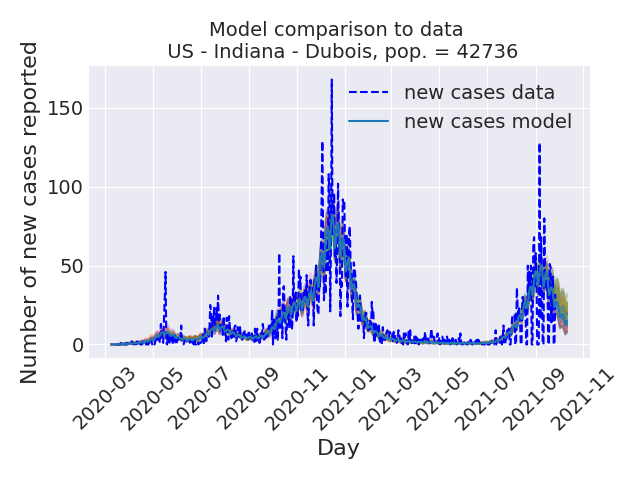 Model comparison to data
US - Indiana - Dubois, pop. = 42736
Number of new cases reported
150
100
50
0
new cases data
new cases model
2020-03
2020-05
2020-07
2020-09
2020-11
2021-01
2021-03
2021-05
2021-07
2021-09
2021-11
Day